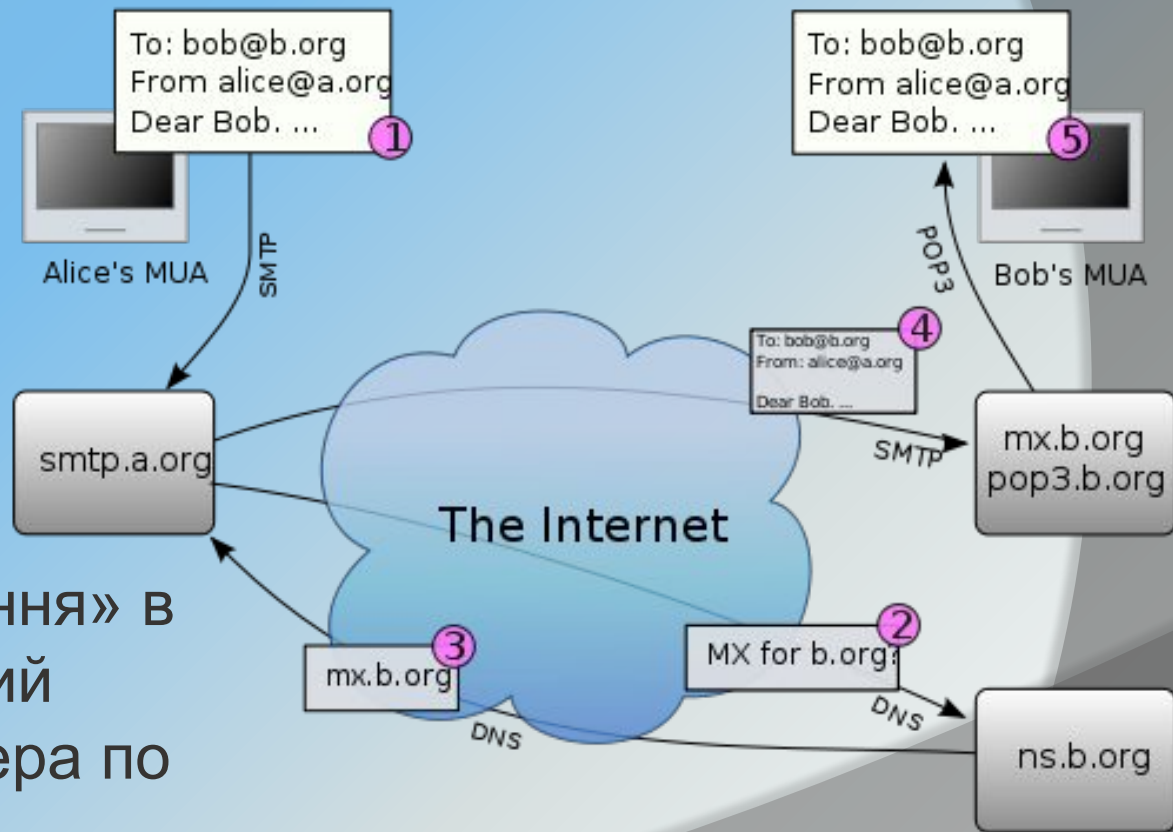 To: bob@b.org
From alice@a.org
Dear Bob. ...
1
Alice's MUA
SMTP
To: bob@b.org
From alice@a.org
Dear Bob. ...
5
Bob's MUA
POP3
To: bob@b.org
From: alice@a.org
Dear Bob. ...
4
SMTP
smtp.a.org
mx.b.org
pop3.b.org
The Internet
MX for b.org?
2
DNS
mx.b.org
3
DNS
ns.b.org
ння» в
ий
ера по